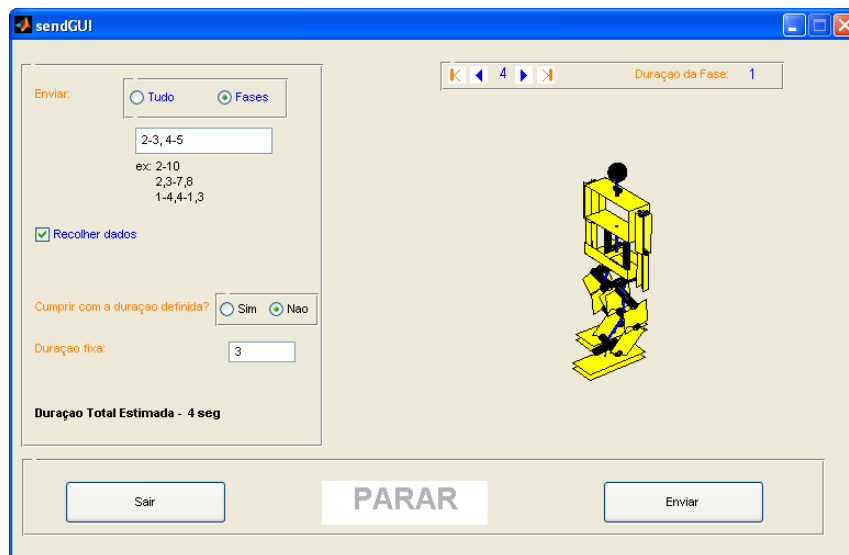 sendGUI
Enviar:
Tudo
Fases
2-3, 4-5
ex: 2-10
2,3-7,8
1-4,4-1,3
Recolher dados
Cumprir com a duraçao definida?
Sim
Nao
Duraçao fixa:
3
Duraçao Total Estimada - 4 seg
4
Duraçao da Fase: 1
Sair
PARAR
Enviar